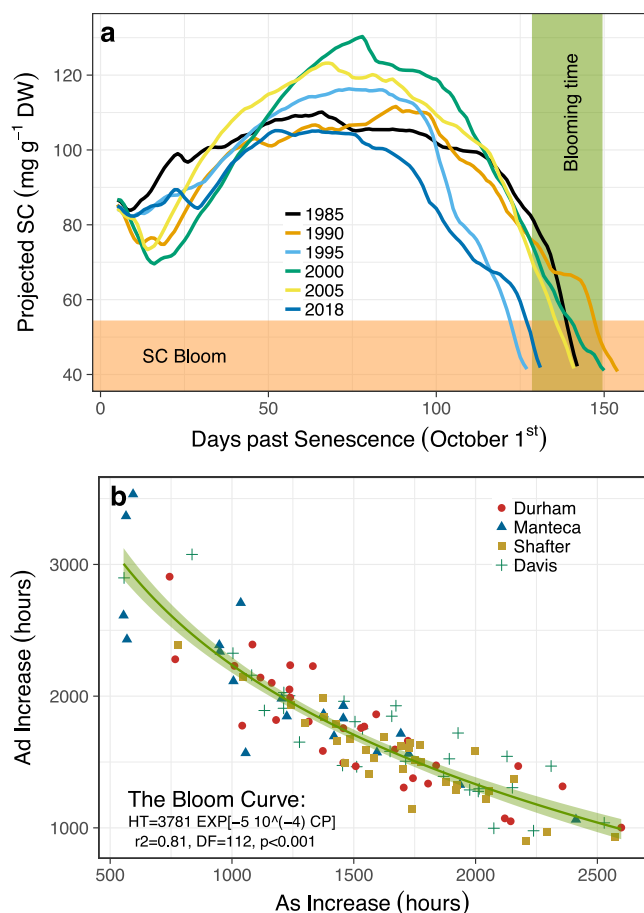 a
Projected SC (mg g⁻¹ DW)
120
100
80
60
40
Blooming time
1985
1990
1995
2000
2005
2018
SC Bloom
0
50
100
150
Days past Senescence (October 1ˢᵗ)
b
Durham
Manteca
Shafter
Davis
Ad Increase (hours)
3000
2000
1000
The Bloom Curve:
HT=3781 EXP[−5 10^(−4) CP]
r2=0.81, DF=112, p<0.001
500
1000
1500
2000
2500
As Increase (hours)